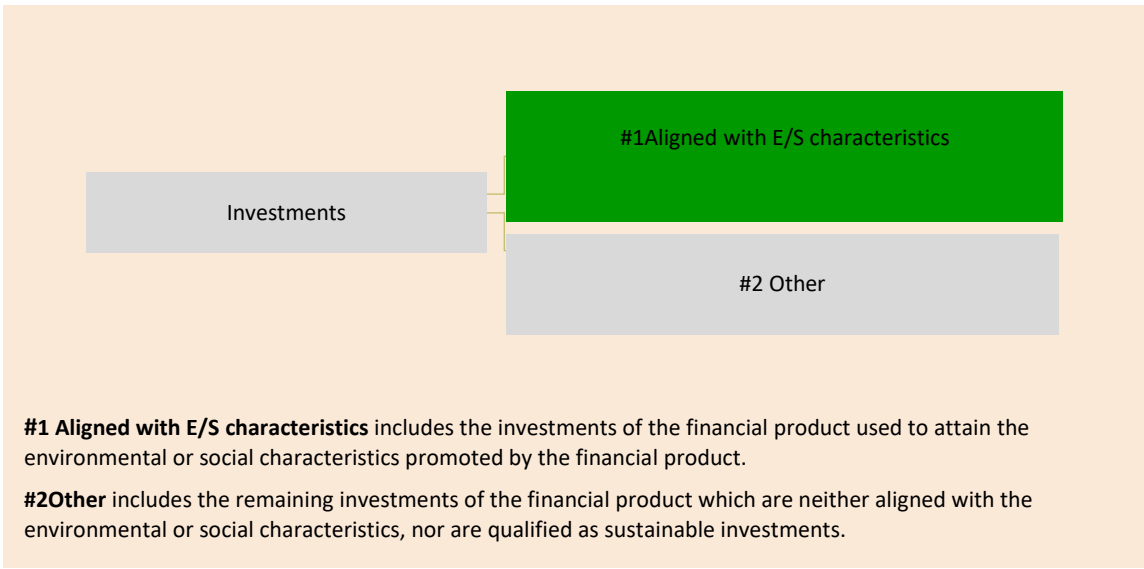 #1Aligned with E/S characteristics
Investments
#2 Other
#1 Aligned with E/S characteristics includes the investments of the financial product used to attain the
environmental or social characteristics promoted by the financial product.
#2Other includes the remaining investments of the financial product which are neither aligned with the
environmental or social characteristics, nor are qualified as sustainable investments.